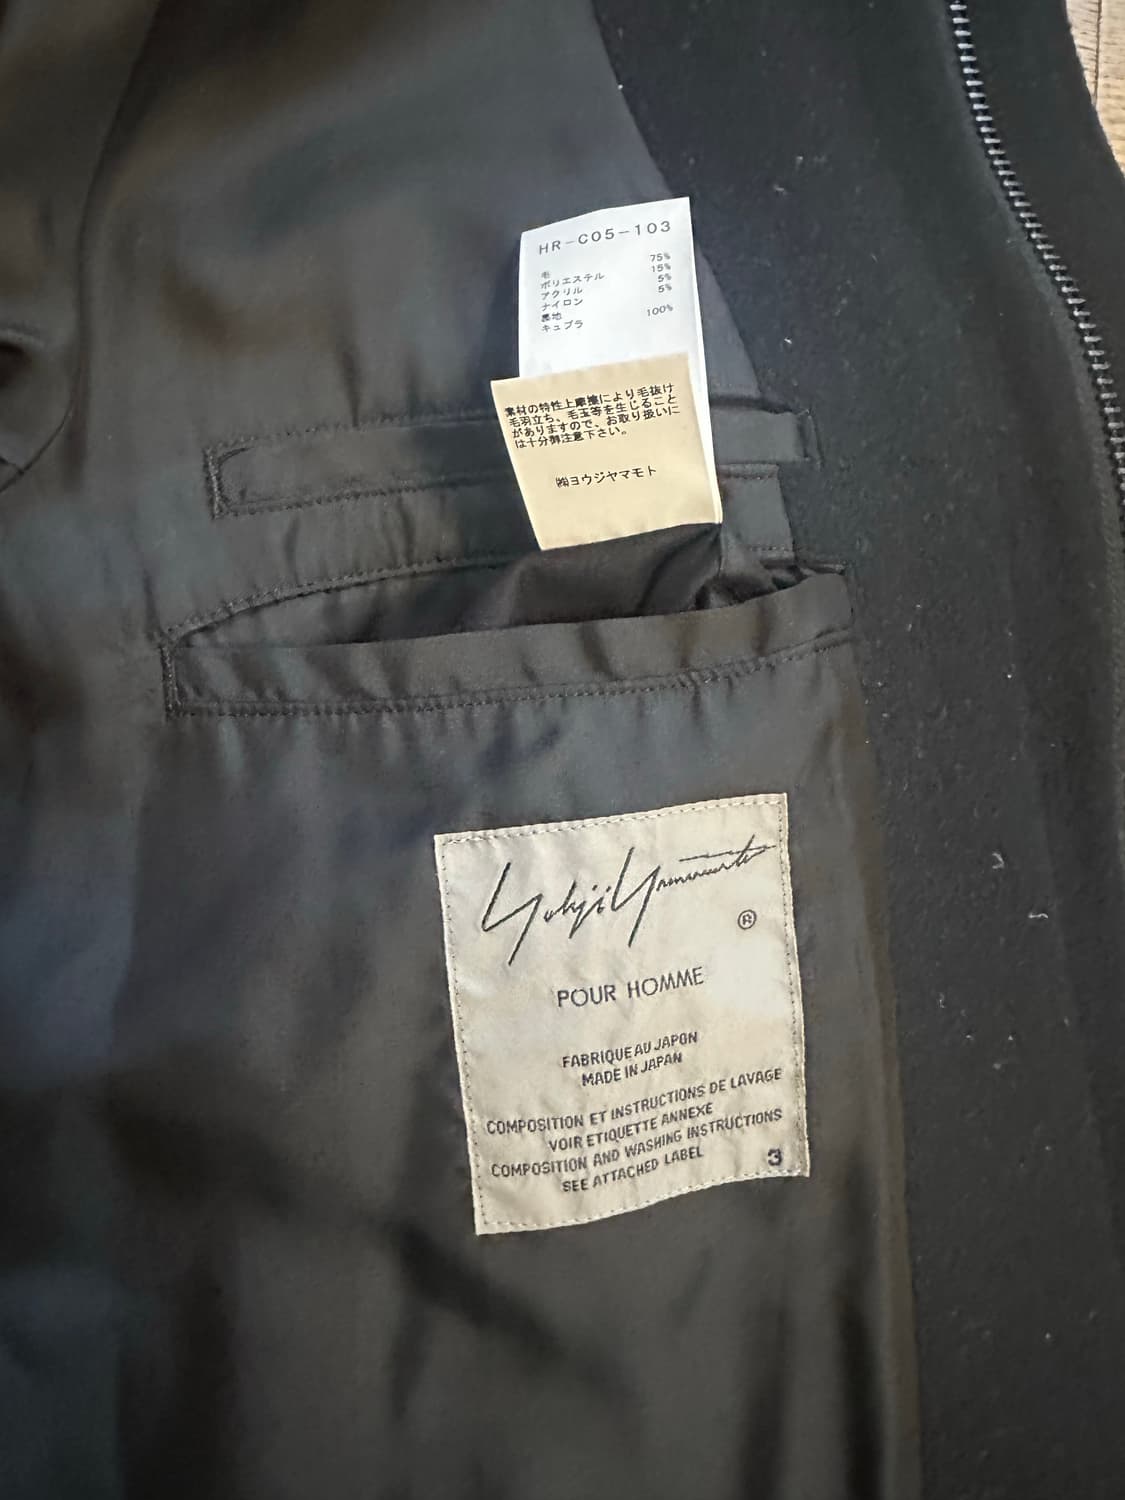 HR-C05-103
毛 75%
ポリエステル 15%
アクリル 5%
ナイロン 5%
裏地
キュプラ 100%
素材の特性上摩擦により毛抜け
毛羽立ち、毛玉等を生じること
がありますので、お取り扱いに
は十分御注意下さい。
㈱ヨウジヤマモト
Yohji Yamamoto
®
POUR HOMME
FABRIQUE AU JAPON
MADE IN JAPAN
COMPOSITION ET INSTRUCTIONS DE LAVAGE
VOIR ETIQUETTE ANNEXE
COMPOSITION AND WASHING INSTRUCTIONS
SEE ATTACHED LABEL
3